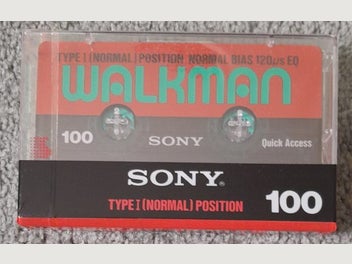 TYPE I (NORMAL) POSITION NORMAL BIAS 120µs EQ
WALKMAN
100 SONY Quick Access
SONY®
100
TYPE I (NORMAL) POSITION